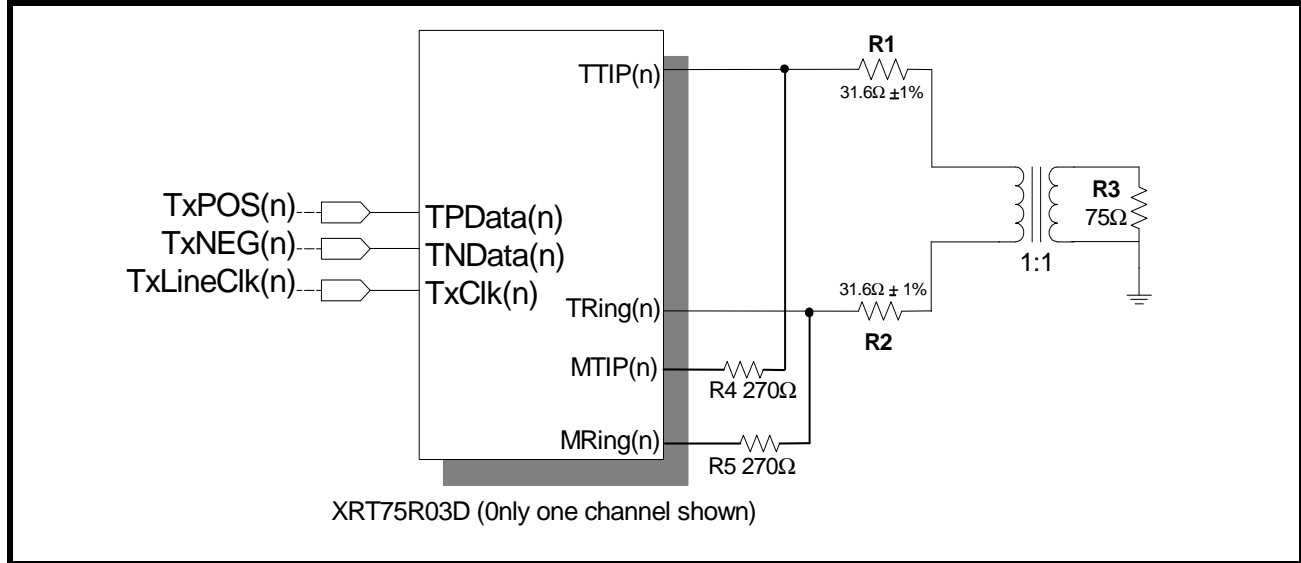 R1
TTIP(n)
31.6Ω ±1%
R3
75Ω
TxPOS(n)
TPData(n)
TxNEG(n)
TNData(n)
1:1
TxLineClk(n)
TxClk(n)
31.6Ω ± 1%
TRing(n)
R2
MTIP(n)
R4 270Ω
MRing(n)
R5 270Ω
XRT75R03D (0nly one channel shown)